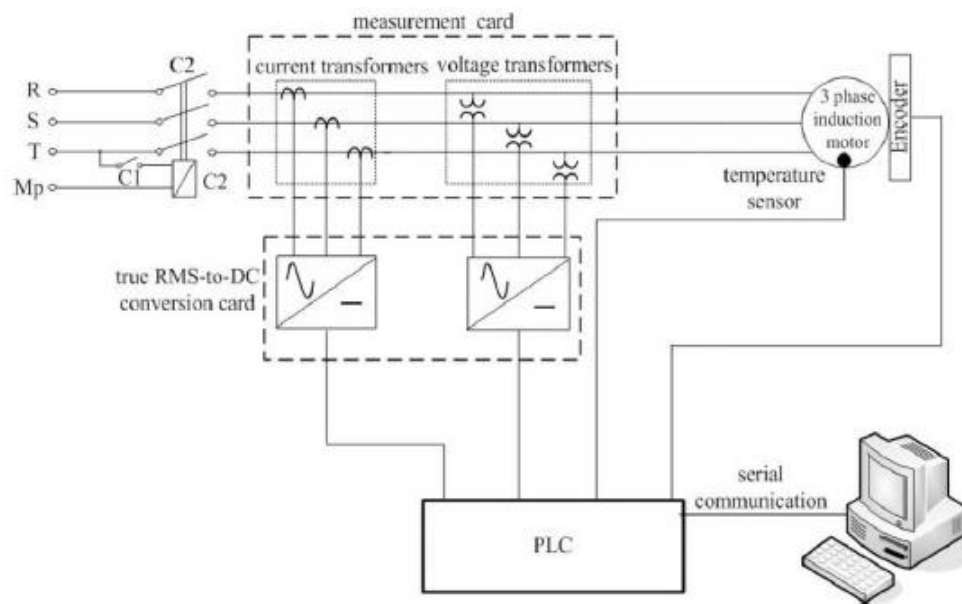 measurement card
C2
current transformers
voltage transformers
R
S
T
C1
C2
Mp
3 phase
induction
motor
Encoder
temperature
sensor
true RMS-to-DC
conversion card
serial
communication
PLC